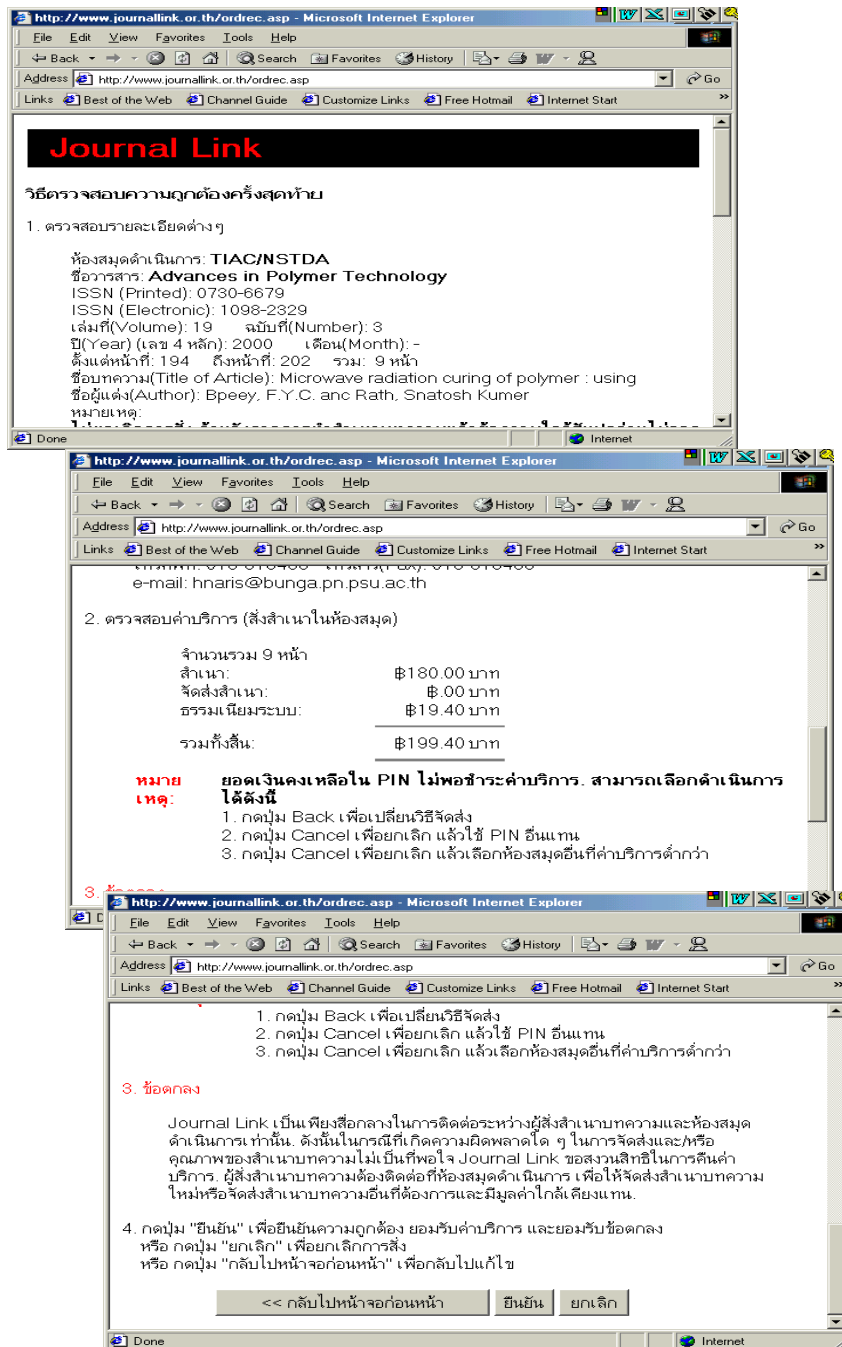 http://www.journallink.or.th/ordrec.asp - Microsoft Internet Explorer
File Edit View Favorites Tools Help
Back Search Favorites History
Address http://www.journallink.or.th/ordrec.asp Go
Links Best of the Web Channel Guide Customize Links Free Hotmail Internet Start »
Journal Link
วิธีตรวจสอบความถูกต้องครั้งสุดท้าย
1. ตรวจสอบรายละเอียดต่างๆ
ห้องสมุดดำเนินการ: TIAC/NSTDA
ชื่อวารสาร: Advances in Polymer Technology
ISSN (Printed): 0730-6679
ISSN (Electronic): 1098-2329
เล่มที่(Volume): 19 ฉบับที่(Number): 3
ปี(Year) (เลข 4 หลัก): 2000 เดือน(Month): -
ตั้งแต่หน้าที่: 194 ถึงหน้าที่: 202 รวม: 9 หน้า
ชื่อบทความ(Title of Article): Microwave radiation curing of polymer : using
ชื่อผู้แต่ง(Author): Bpeey, F.Y.C. anc Rath, Snatosh Kumer
หมายเหตุ:
Done Internet
http://www.journallink.or.th/ordrec.asp - Microsoft Internet Explorer
File Edit View Favorites Tools Help
Back Search Favorites History
Address http://www.journallink.or.th/ordrec.asp Go
Links Best of the Web Channel Guide Customize Links Free Hotmail Internet Start »
e-mail: hnaris@bunga.pn.psu.ac.th
2. ตรวจสอบค่าบริการ (สั่งสำเนาในห้องสมุด)
จำนวนรวม 9 หน้า
สำเนา: ฿180.00 บาท
จัดส่งสำเนา: ฿.00 บาท
ธรรมเนียมระบบ: ฿19.40 บาท
รวมทั้งสิ้น: ฿199.40 บาท
หมายเหตุ: ยอดเงินคงเหลือใน PIN ไม่พอชำระค่าบริการ. สามารถเลือกดำเนินการ
ได้ดังนี้
1. กดปุ่ม Back เพื่อเปลี่ยนวิธีจัดส่ง
2. กดปุ่ม Cancel เพื่อยกเลิก แล้วใช้ PIN อื่นแทน
3. กดปุ่ม Cancel เพื่อยกเลิก แล้วเลือกห้องสมุดอื่นที่ค่าบริการต่ำกว่า
http://www.journallink.or.th/ordrec.asp - Microsoft Internet Explorer
File Edit View Favorites Tools Help
Back Search Favorites History
Address http://www.journallink.or.th/ordrec.asp Go
Links Best of the Web Channel Guide Customize Links Free Hotmail Internet Start »
1. กดปุ่ม Back เพื่อเปลี่ยนวิธีจัดส่ง
2. กดปุ่ม Cancel เพื่อยกเลิก แล้วใช้ PIN อื่นแทน
3. กดปุ่ม Cancel เพื่อยกเลิก แล้วเลือกห้องสมุดอื่นที่ค่าบริการต่ำกว่า
3. ข้อตกลง
Journal Link เป็นเพียงสื่อกลางในการติดต่อระหว่างผู้สั่งสำเนาบทความและห้องสมุด
ดำเนินการเท่านั้น. ดังนั้นในกรณีที่เกิดความผิดพลาดใด ๆ ในการจัดส่งและ/หรือ
คุณภาพของสำเนาบทความไม่เป็นที่พอใจ Journal Link ขอสงวนสิทธิในการคืนค่า
บริการ. ผู้สั่งสำเนาบทความต้องติดต่อที่ห้องสมุดดำเนินการ เพื่อให้จัดส่งสำเนาบทความ
ใหม่หรือจัดส่งสำเนาบทความอื่นที่ต้องการและมีมูลค่าใกล้เคียงแทน.
4. กดปุ่ม "ยืนยัน" เพื่อยืนยันความถูกต้อง ยอมรับค่าบริการ และยอมรับข้อตกลง
หรือ กดปุ่ม "ยกเลิก" เพื่อยกเลิกการสั่ง
หรือ กดปุ่ม "กลับไปหน้าจอก่อนหน้า" เพื่อกลับไปแก้ไข
<< กลับไปหน้าจอก่อนหน้า ยืนยัน ยกเลิก
Done Internet